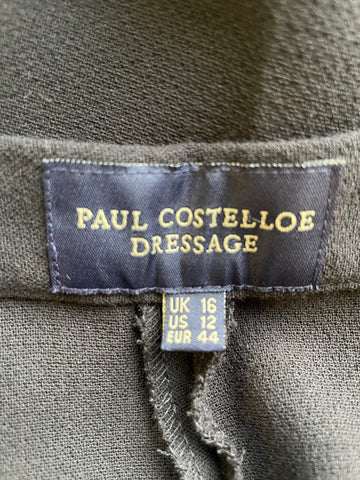 PAUL COSTELLOE
DRESSAGE
UK 16
US 12
EUR 44